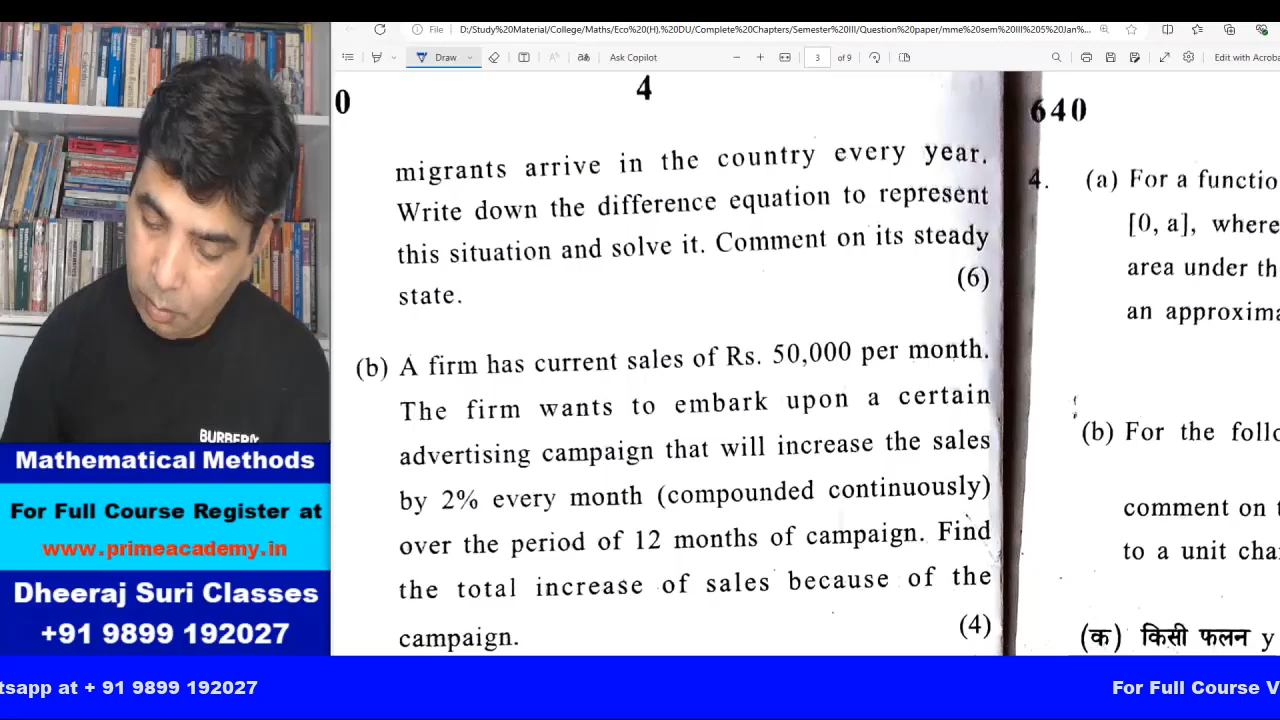 File
D:/Study%20Material/College/Maths/Eco%20(H).%20DU/Complete%20Chapters/Semester%20III/Question%20paper/mme%20sem%20III%205%20Jan%...
Draw
Ask Copilot
3
of 9
Edit with Acroba
0
4
migrants arrive in the country every year.
Write down the difference equation to represent
this situation and solve it. Comment on its steady
state.
(6)
(b) A firm has current sales of Rs. 50,000 per month.
The firm wants to embark upon a certain
advertising campaign that will increase the sales
by 2% every month (compounded continuously)
over the period of 12 months of campaign. Find
the total increase of sales because of the
campaign.
(4)
640
4.
(a) For a functio
[0, a], where
area under th
an approxima
(b) For the follo
comment on t
to a unit cha
(क) किसी फलन y
BURBERRY
Mathematical Methods
For Full Course Register at
www.primeacademy.in
Dheeraj Suri Classes
+91 9899 192027
tsapp at + 91 9899 192027
For Full Course V